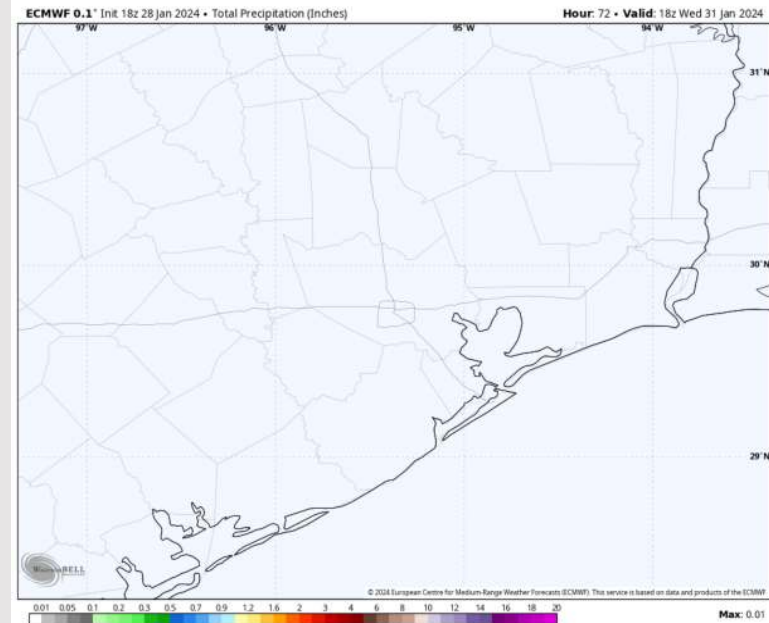 ECMWF 0.1° Init 18z 28 Jan 2024 • Total Precipitation (Inches) Hour: 72 • Valid: 18z Wed 31 Jan 2024
97°W 96°W 95°W 94°W
31°N
30°N
29°N
WeatherBELL
© 2024 European Centre for Medium-Range Weather Forecasts (ECMWF). This service is based on data and products of the ECMWF
0.01 0.05 0.1 0.2 0.3 0.5 0.7 0.9 1.2 1.6 2 3 4 6 8 10 12 14 16 18 20
Max: 0.01